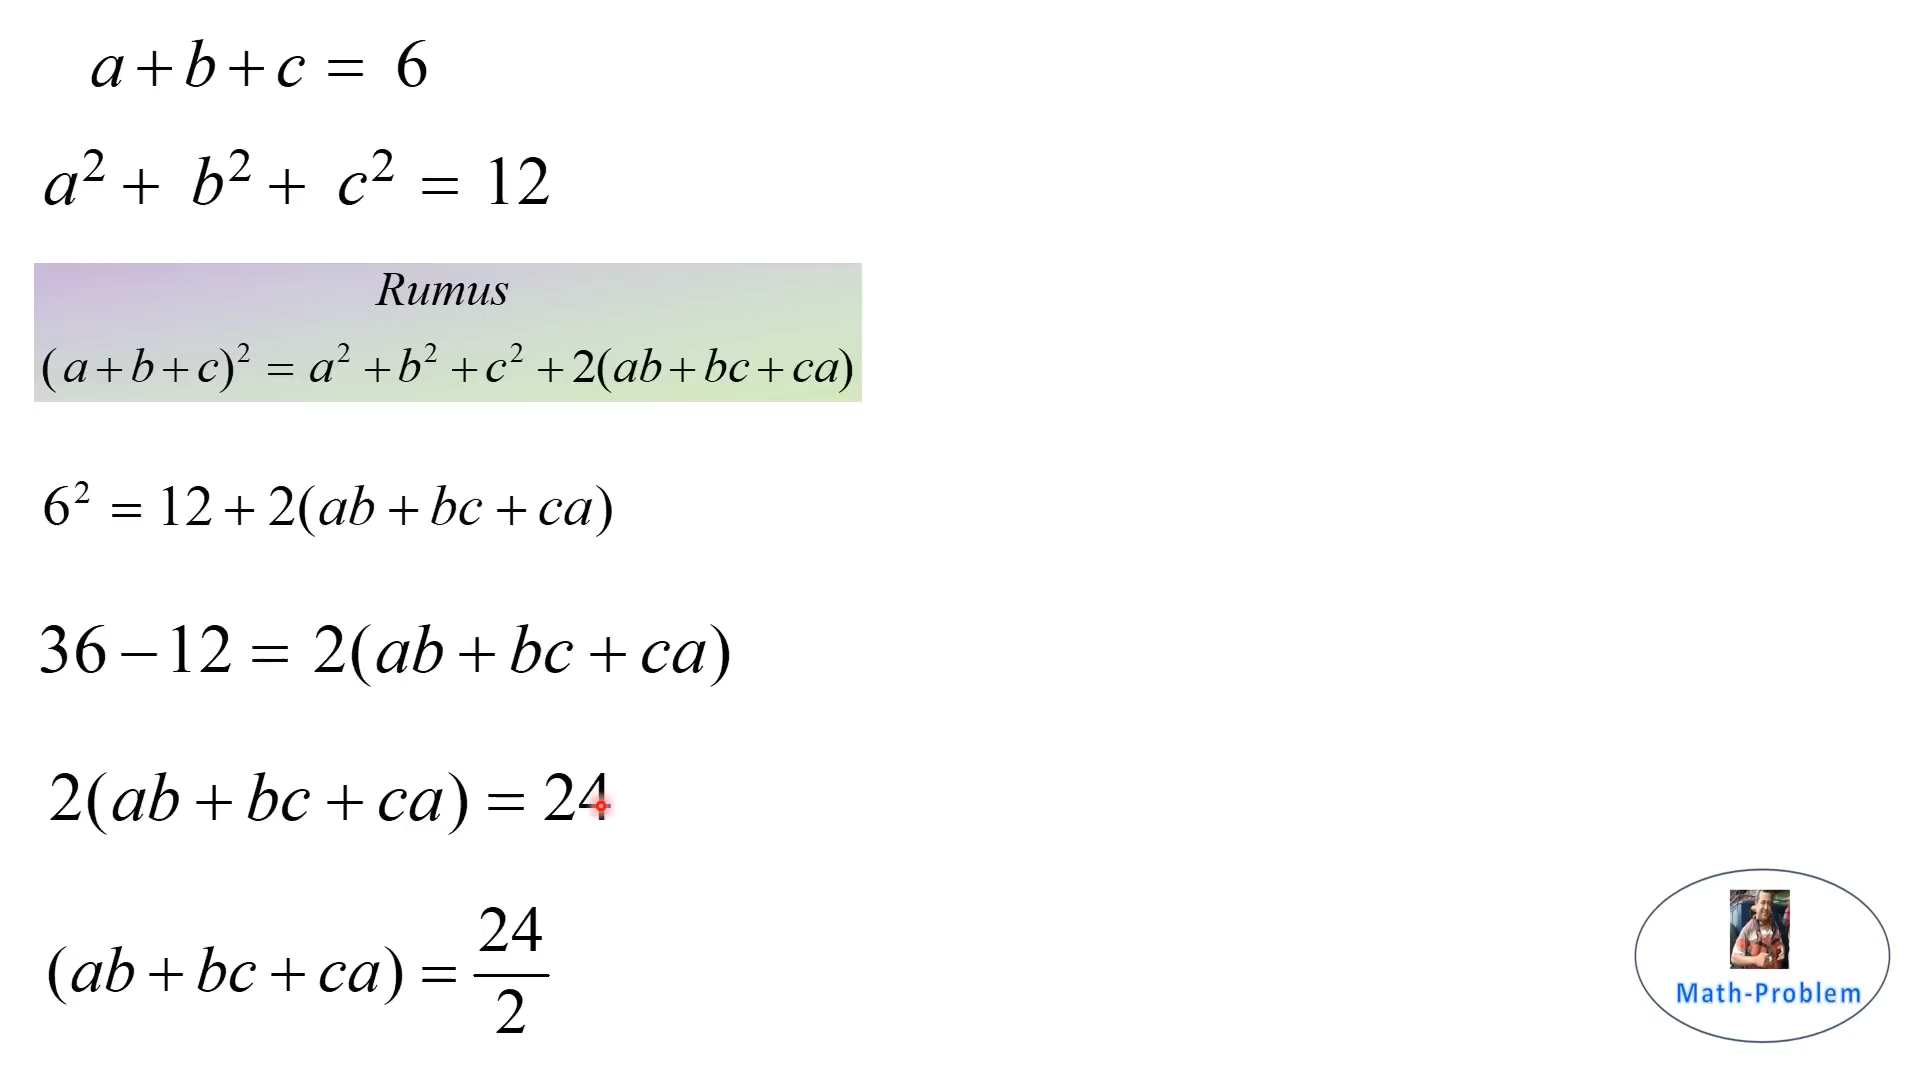 a + b + c = 6
a² + b² + c² = 12
Rumus
(a + b + c)² = a² + b² + c² + 2(ab + bc + ca)
6² = 12 + 2(ab + bc + ca)
36 − 12 = 2(ab + bc + ca)
2(ab + bc + ca) = 24
(ab + bc + ca) = 24/2
Math-Problem